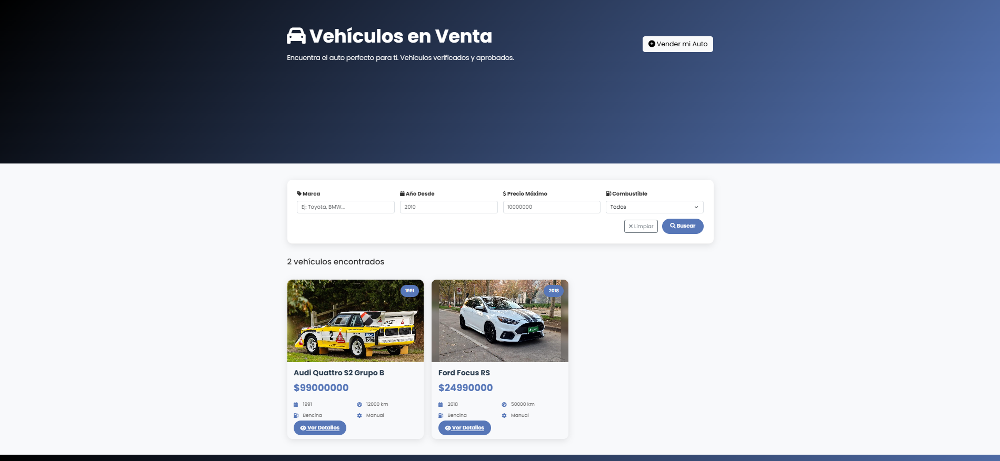 Vehículos en Venta
Vender mi Auto
Encuentra el auto perfecto para ti. Vehículos verificados y aprobados.
Marca
Año Desde
Precio Máximo
Combustible
Ej: Toyota, BMW...
2010
10000000
Todos
Limpiar
Buscar
2 vehículos encontrados
1991
2
Audi Quattro S2 Grupo B
$99000000
1991
12000 km
Bencina
Manual
Ver Detalles
2018
Ford Focus RS
$24990000
2018
50000 km
Bencina
Manual
Ver Detalles